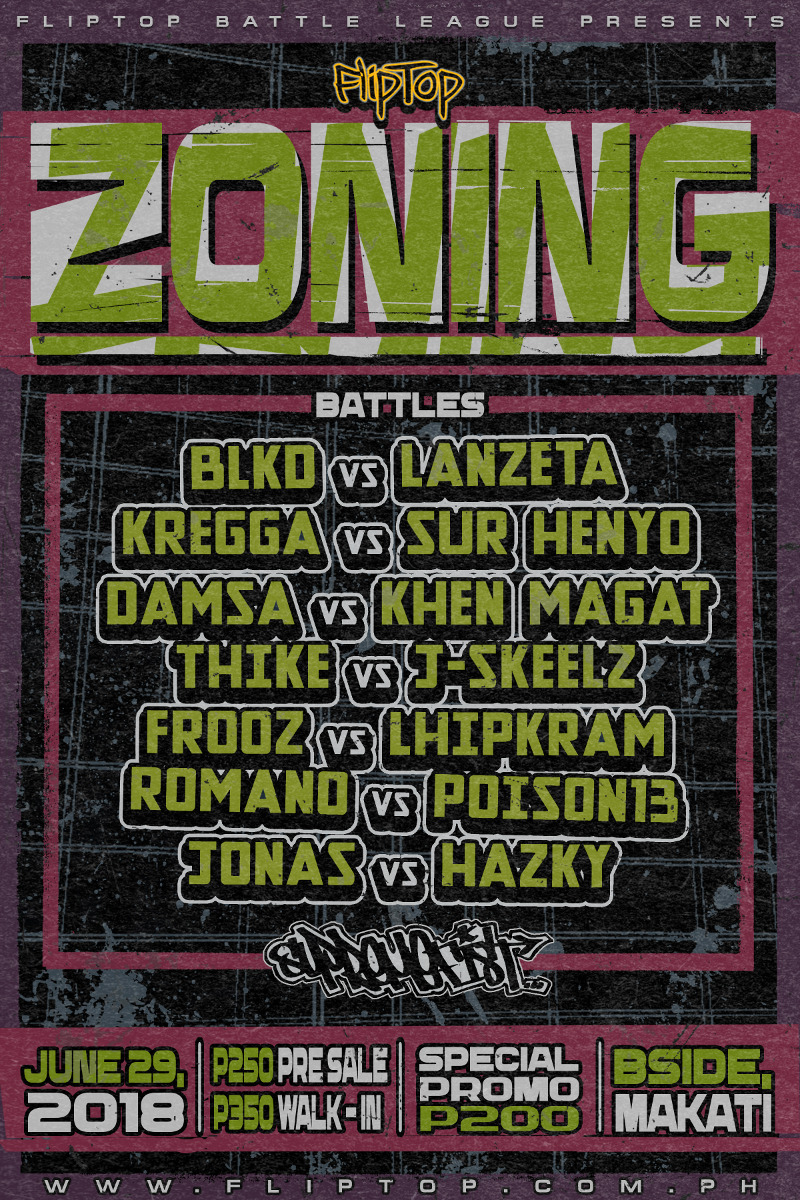 FLIPTOP BATTLE LEAGUE PRESENTS
FlipTop
ZONING
BATTLES
BLKD VS LANZETA
KREGGA VS SUR HENYO
DAMSA VS KHEN MAGAT
THIKE VS J-SKEELZ
FROOZ VS LHIPKRAM
ROMANO VS POISON13
JONAS VS HAZKY
JUNE 29,
2018
P250 PRE SALE
P350 WALK-IN
SPECIAL
PROMO
P200
BSIDE,
MAKATI
WWW.FLIPTOP.COM.PH